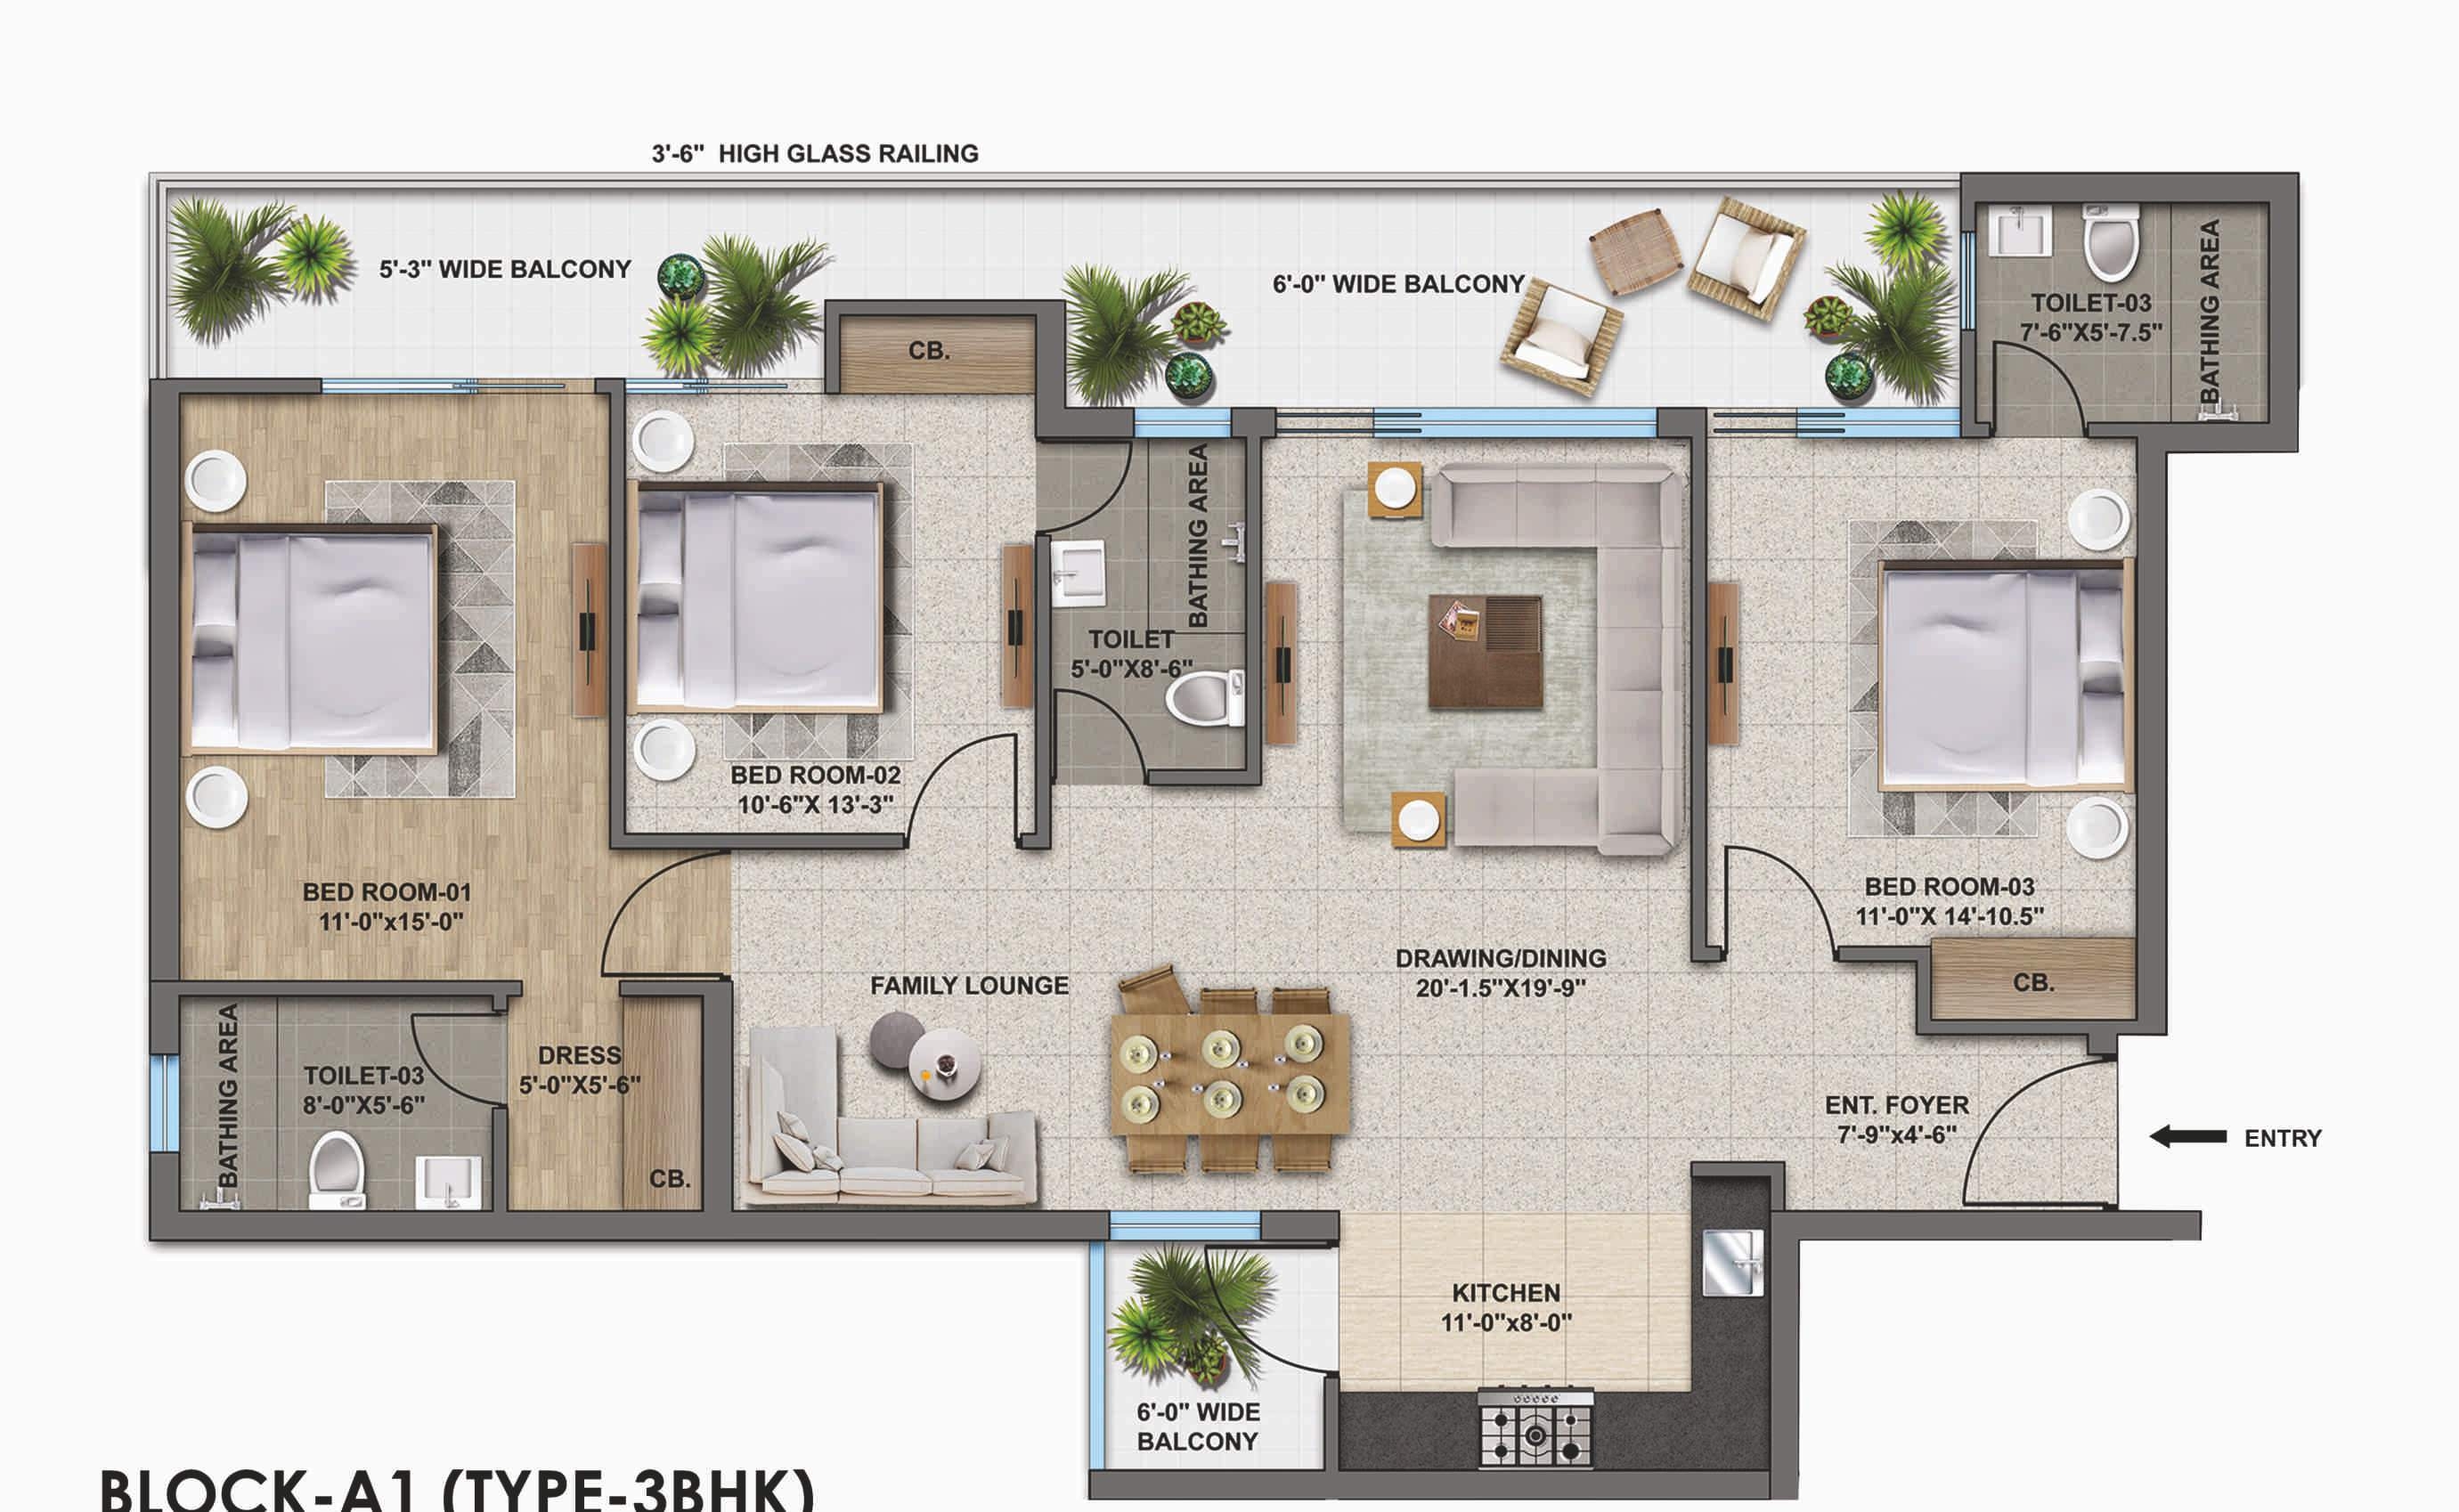 3'-6" HIGH GLASS RAILING
5'-3" WIDE BALCONY
6'-0" WIDE BALCONY
TOILET-03
7'-6"X5'-7.5"
BATHING AREA
CB.
BATHING AREA
TOILET
5'-0"X8'-6"
BED ROOM-02
10'-6"X 13'-3"
BED ROOM-01
11'-0"x15'-0"
BED ROOM-03
11'-0"X 14'-10.5"
DRAWING/DINING
20'-1.5"X19'-9"
FAMILY LOUNGE
CB.
BATHING AREA
TOILET-03
8'-0"X5'-6"
DRESS
5'-0"X5'-6"
CB.
ENT. FOYER
7'-9"x4'-6"
ENTRY
KITCHEN
11'-0"x8'-0"
6'-0" WIDE
BALCONY
BLOCK-A1 (TYPE-3BHK)